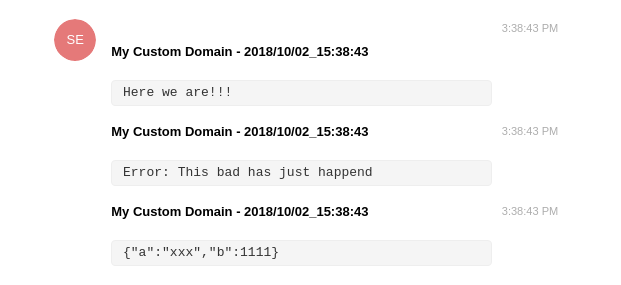 SE
3:38:43 PM
My Custom Domain - 2018/10/02_15:38:43
Here we are!!!
My Custom Domain - 2018/10/02_15:38:43
3:38:43 PM
Error: This bad has just happend
My Custom Domain - 2018/10/02_15:38:43
3:38:43 PM
{"a":"xxx","b":1111}